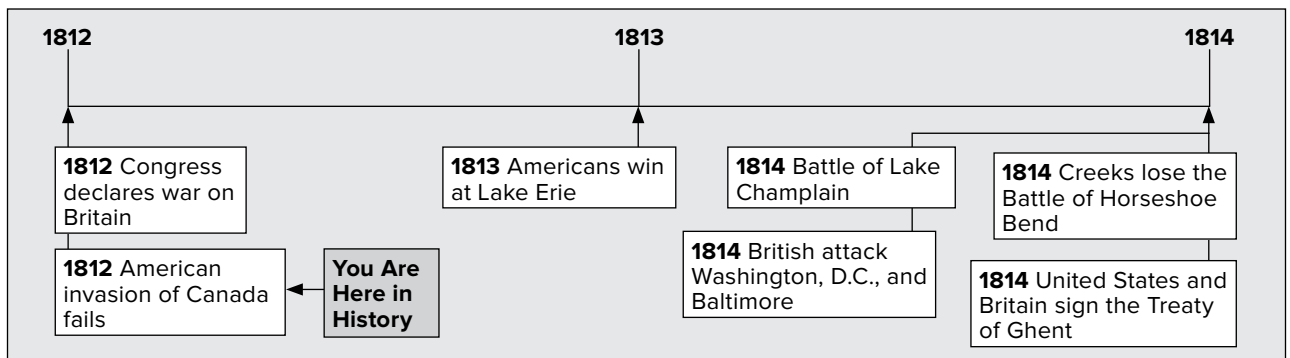 1812
1813
1814
1812 Congress
declares war on
Britain
1812 American
invasion of Canada
fails
You Are
Here in
History
1813 Americans win
at Lake Erie
1814 Battle of Lake
Champlain
1814 British attack
Washington, D.C., and
Baltimore
1814 Creeks lose the
Battle of Horseshoe
Bend
1814 United States and
Britain sign the Treaty
of Ghent